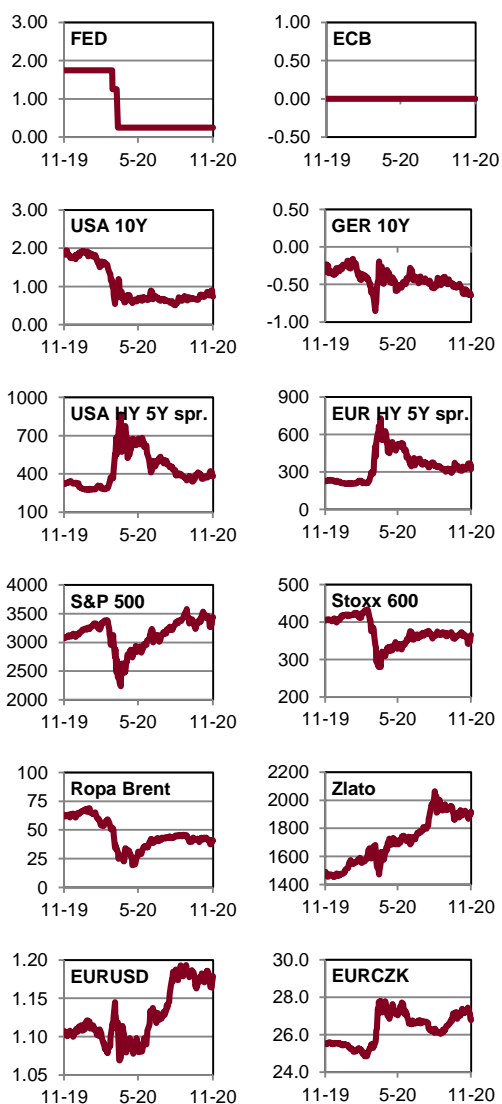 FED
3.00
2.00
1.00
0.00
11-19 5-20 11-20
ECB
1.00
0.50
0.00
-0.50
11-19 5-20 11-20
USA 10Y
3.00
2.00
1.00
0.00
11-19 5-20 11-20
GER 10Y
0.50
0.00
-0.50
-1.00
11-19 5-20 11-20
USA HY 5Y spr.
1000
700
400
100
11-19 5-20 11-20
EUR HY 5Y spr.
900
600
300
0
11-19 5-20 11-20
S&P 500
4000
3500
3000
2500
2000
11-19 5-20 11-20
Stoxx 600
500
400
300
200
11-19 5-20 11-20
Ropa Brent
100
75
50
25
0
11-19 5-20 11-20
Zlato
2200
2000
1800
1600
1400
11-19 5-20 11-20
EURUSD
1.20
1.15
1.10
1.05
11-19 5-20 11-20
EURCZK
30.0
28.0
26.0
24.0
11-19 5-20 11-20